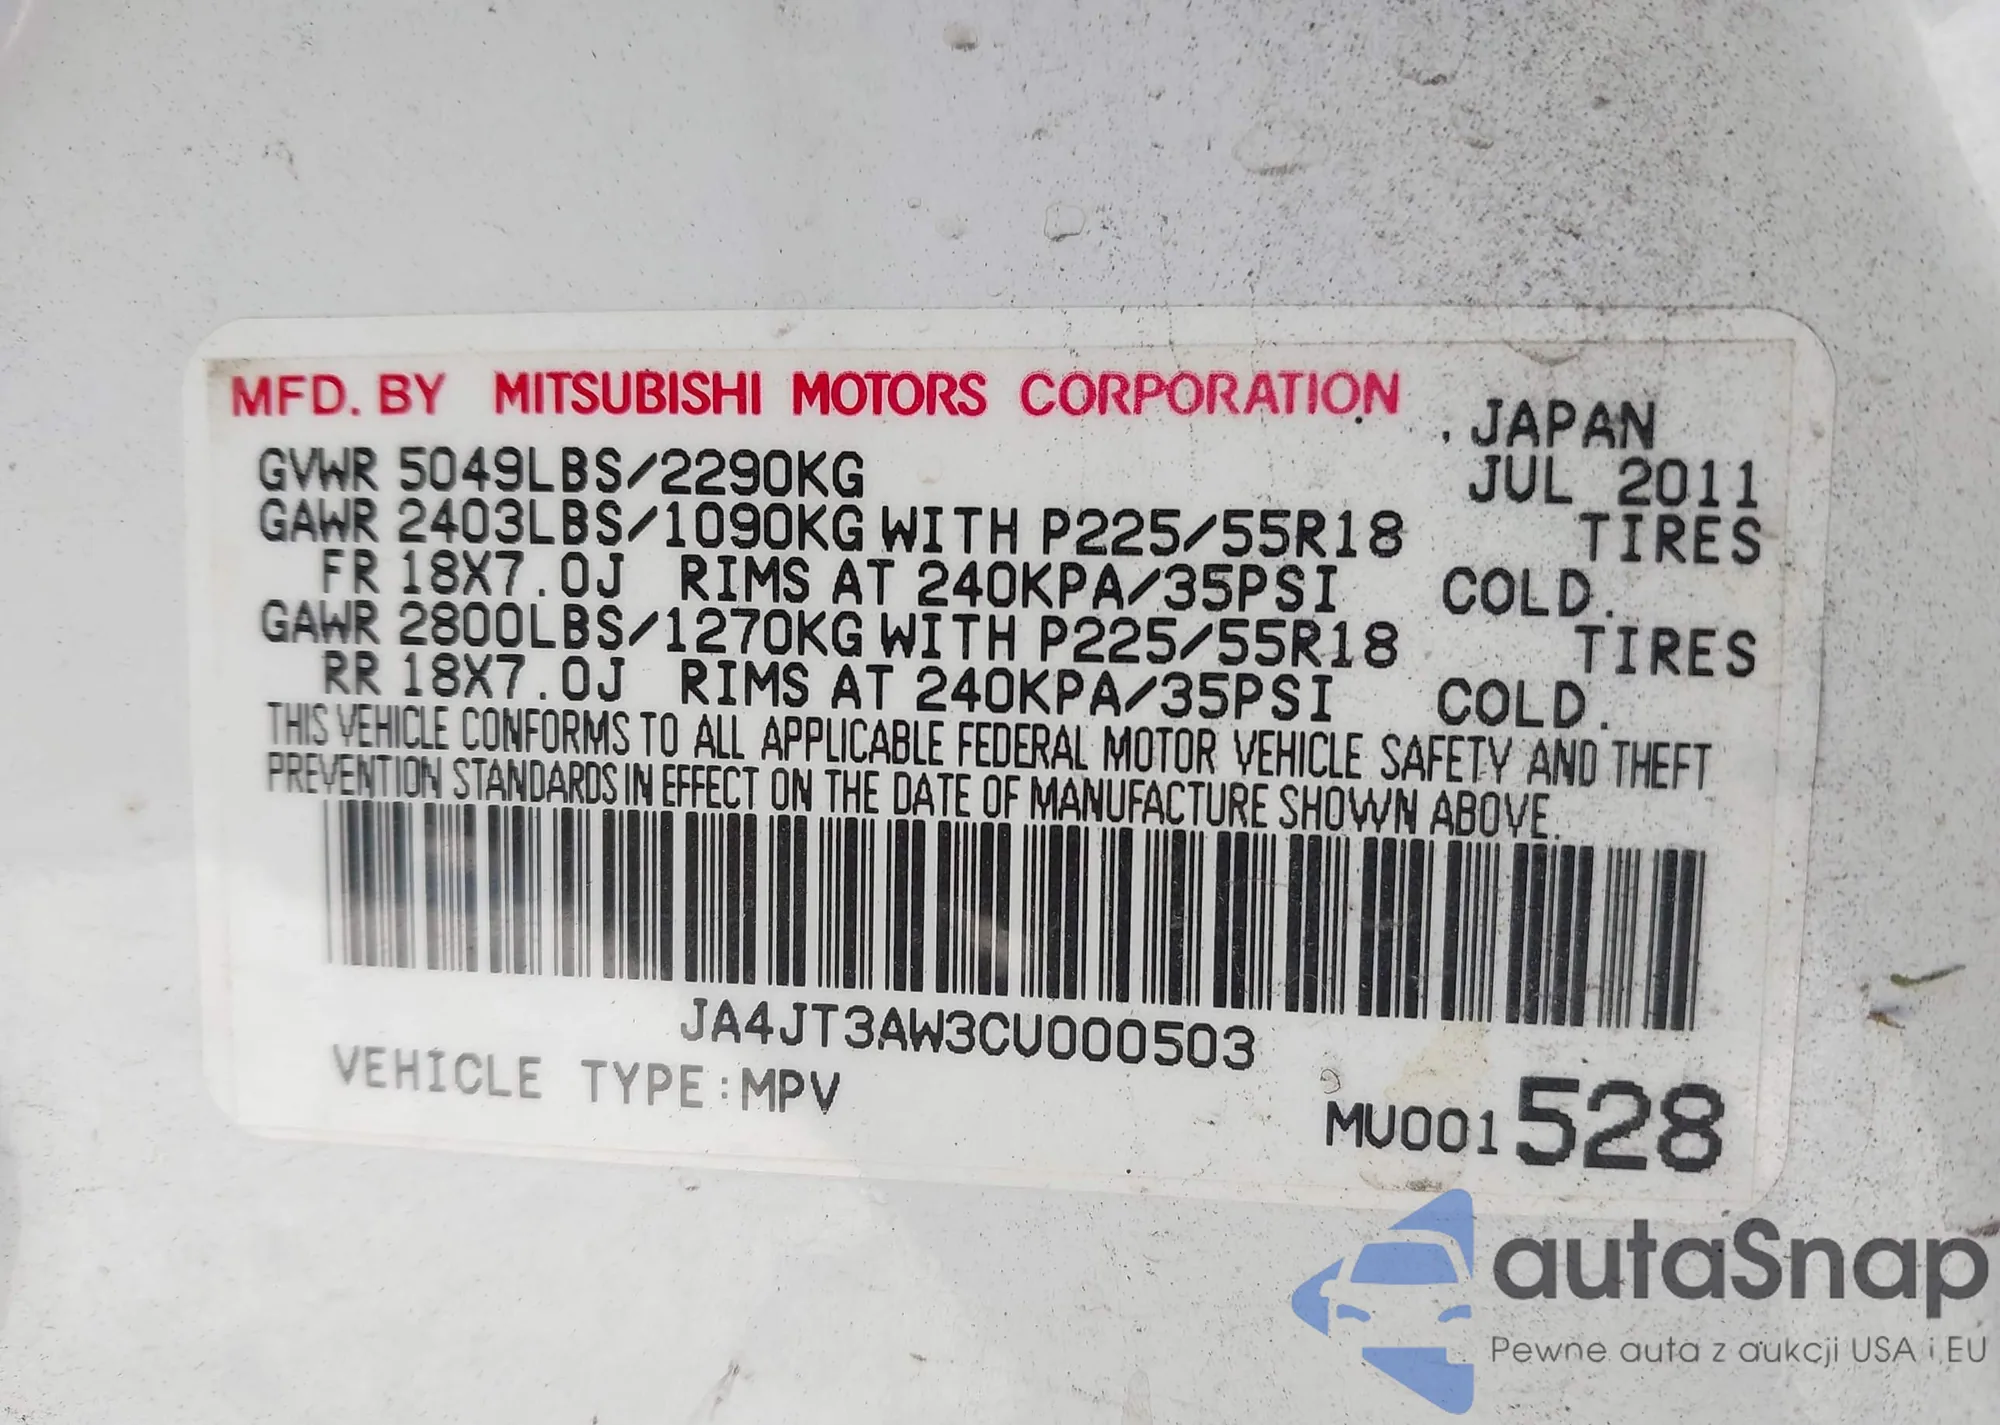 MFD. BY MITSUBISHI MOTORS CORPORATION
JAPAN
GVWR 5049LBS/2290KG JUL 2011
GAWR 2403LBS/1090KG WITH P225/55R18 TIRES
FR 18X7.0J RIMS AT 240KPA/35PSI COLD.
GAWR 2800LBS/1270KG WITH P225/55R18 TIRES
RR 18X7.0J RIMS AT 240KPA/35PSI COLD.
THIS VEHICLE CONFORMS TO ALL APPLICABLE FEDERAL MOTOR VEHICLE SAFETY AND THEFT
PREVENTION STANDARDS IN EFFECT ON THE DATE OF MANUFACTURE SHOWN ABOVE.
JA4JT3AW3CU000503
VEHICLE TYPE:MPV
MU001528
autaSnap
Pewne auta z aukcji USA i EU